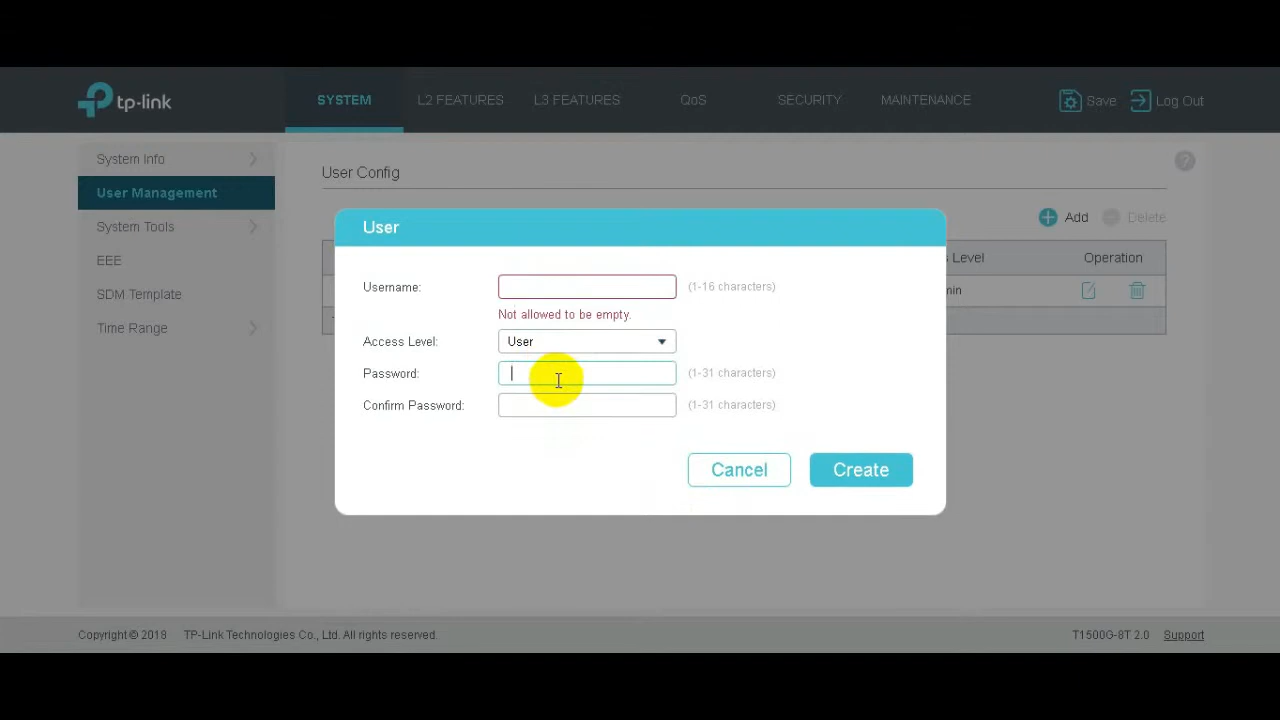 tp-link
SYSTEM
L2 FEATURES
L3 FEATURES
QoS
SECURITY
MAINTENANCE
Save
Log Out
System Info
User Management
System Tools
EEE
SDM Template
Time Range
User Config
?
Add
Delete
Level
Operation
User
Username:
(1-16 characters)
Not allowed to be empty.
Access Level:
User
Password:
(1-31 characters)
Confirm Password:
(1-31 characters)
Cancel
Create
Copyright © 2018 TP-Link Technologies Co., Ltd. All rights reserved.
T1500G-8T 2.0
Support